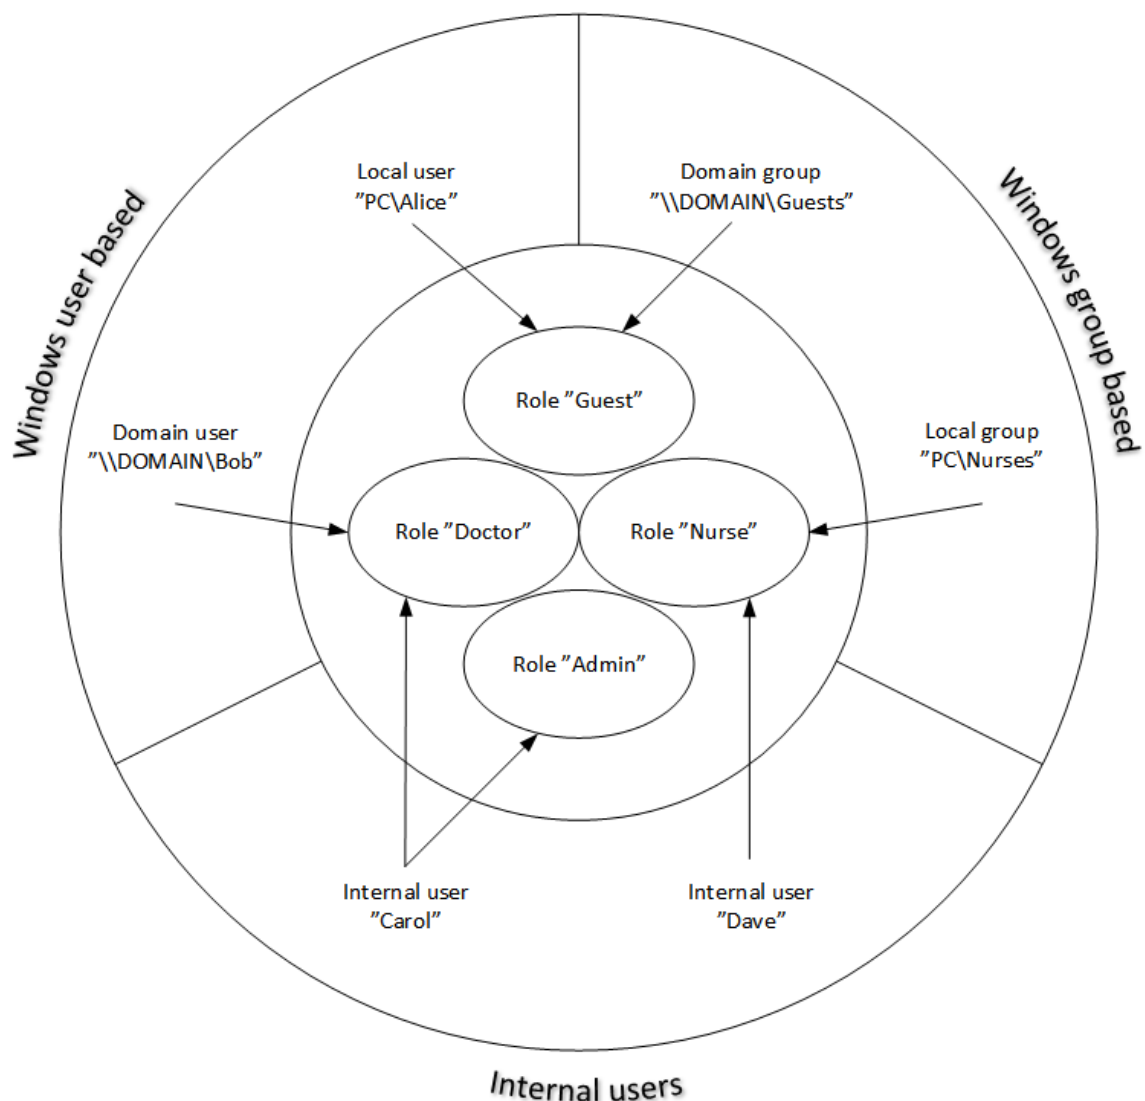 Local user
”PC\Alice”
Domain group
”\\DOMAIN\Guests”
Windows user based
Windows group based
Role ”Guest”
Domain user
”\\DOMAIN\Bob”
Local group
”PC\Nurses”
Role ”Doctor”
Role ”Nurse”
Role ”Admin”
Internal user
”Carol”
Internal user
”Dave”
Internal users